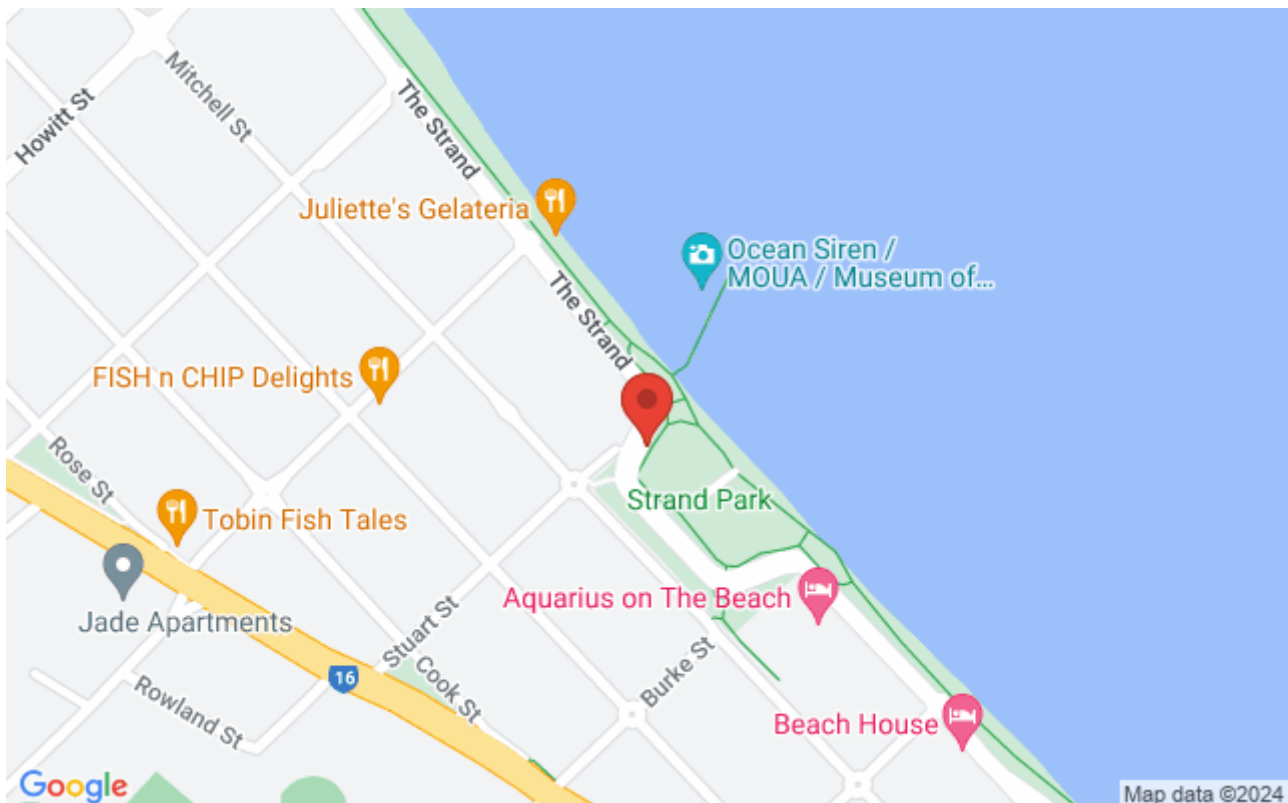 Howitt St
Mitchell St
The Strand
Juliette's Gelateria
Ocean Siren /
MOUA / Museum of...
The Strand
FISH n CHIP Delights
Rose St
Strand Park
Tobin Fish Tales
Aquarius on The Beach
Jade Apartments
Stuart St
Cook St
Burke St
16
Rowland St
Beach House
Google
Map data ©2024